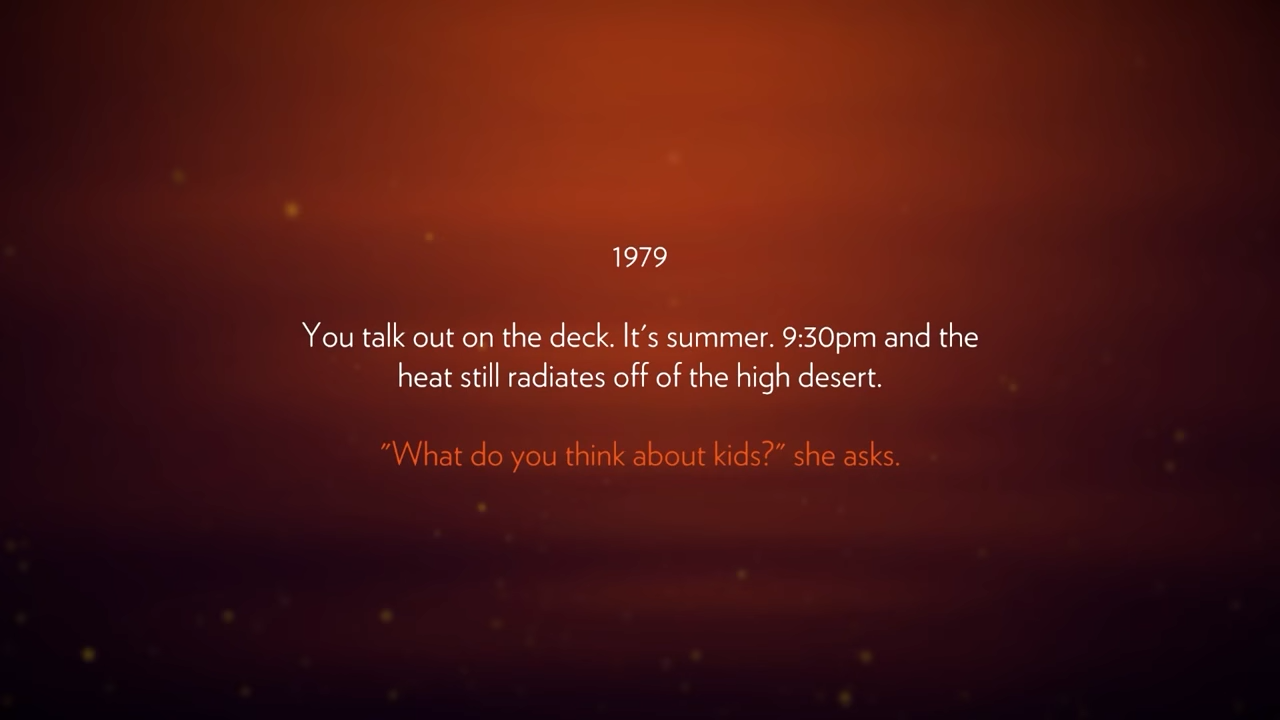 1979
You talk out on the deck. It's summer. 9:30pm and the
heat still radiates off of the high desert.
"What do you think about kids?" she asks.